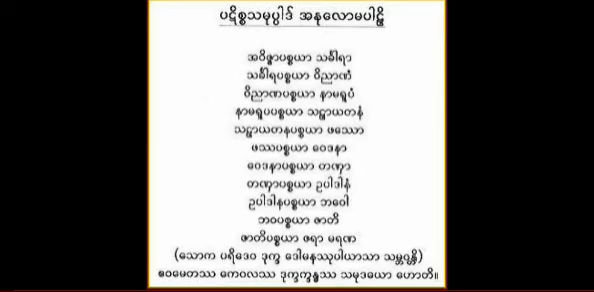 ပဋိစ္စသမုပ္ပါဒ် အနုလောမပါဠိ
အဝိဇ္ဇာပစ္စယာ သင်္ခါရာ
သင်္ခါရပစ္စယာ ဝိညာဏံ
ဝိညာဏပစ္စယာ နာမရူပံ
နာမရူပပစ္စယာ သဠာယတနံ
သဠာယတနပစ္စယာ ဖဿော
ဖဿပစ္စယာ ဝေဒနာ
ဝေဒနာပစ္စယာ တဏှာ
တဏှာပစ္စယာ ဥပါဒါနံ
ဥပါဒါနပစ္စယာ ဘဝေါ
ဘဝပစ္စယာ ဇာတိ
ဇာတိပစ္စယာ ဇရာ မရဏ
(သောက ပရိဒေဝ ဒုက္ခ ဒေါမနဿုပါယာသာ သမ္ဘဝန္တိ)
ဧဝမေတဿ ကေဝလဿ ဒုက္ခက္ခန္ဓဿ သမုဒယော ဟောတိ။